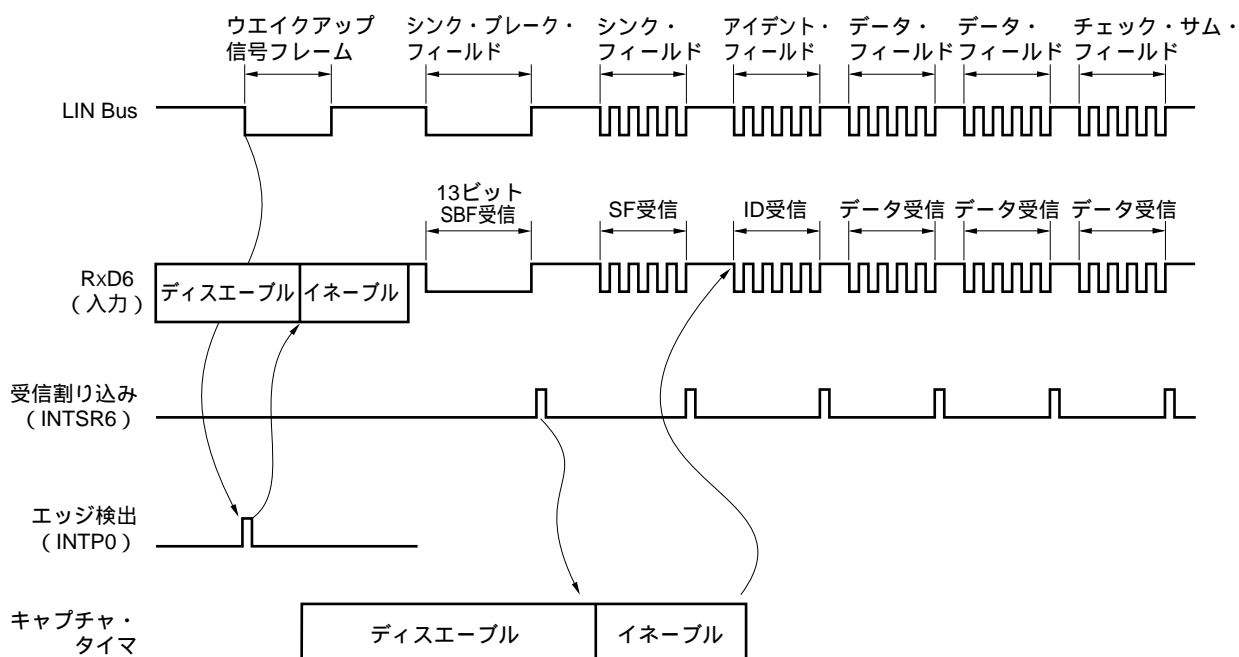 ウエイクアップ
信号フレーム
シンク・ブレーク・
フィールド
シンク・
フィールド
アイデント・
フィールド
データ・
フィールド
データ・
フィールド
チェック・サム・
フィールド
LIN Bus
13ビット
SBF受信
SF受信
ID受信
データ受信
データ受信
データ受信
RxD6
（入力）
ディスエーブル
イネーブル
受信割り込み
（INTSR6）
エッジ検出
（INTP0）
キャプチャ・
タイマ
ディスエーブル
イネーブル